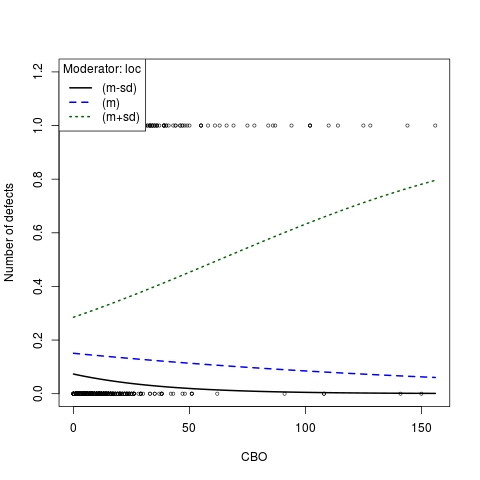 Moderator: loc
(m-sd)
(m)
(m+sd)
Number of defects
1.2
1.0
0.8
0.6
0.4
0.2
0.0
0 50 100 150
CBO